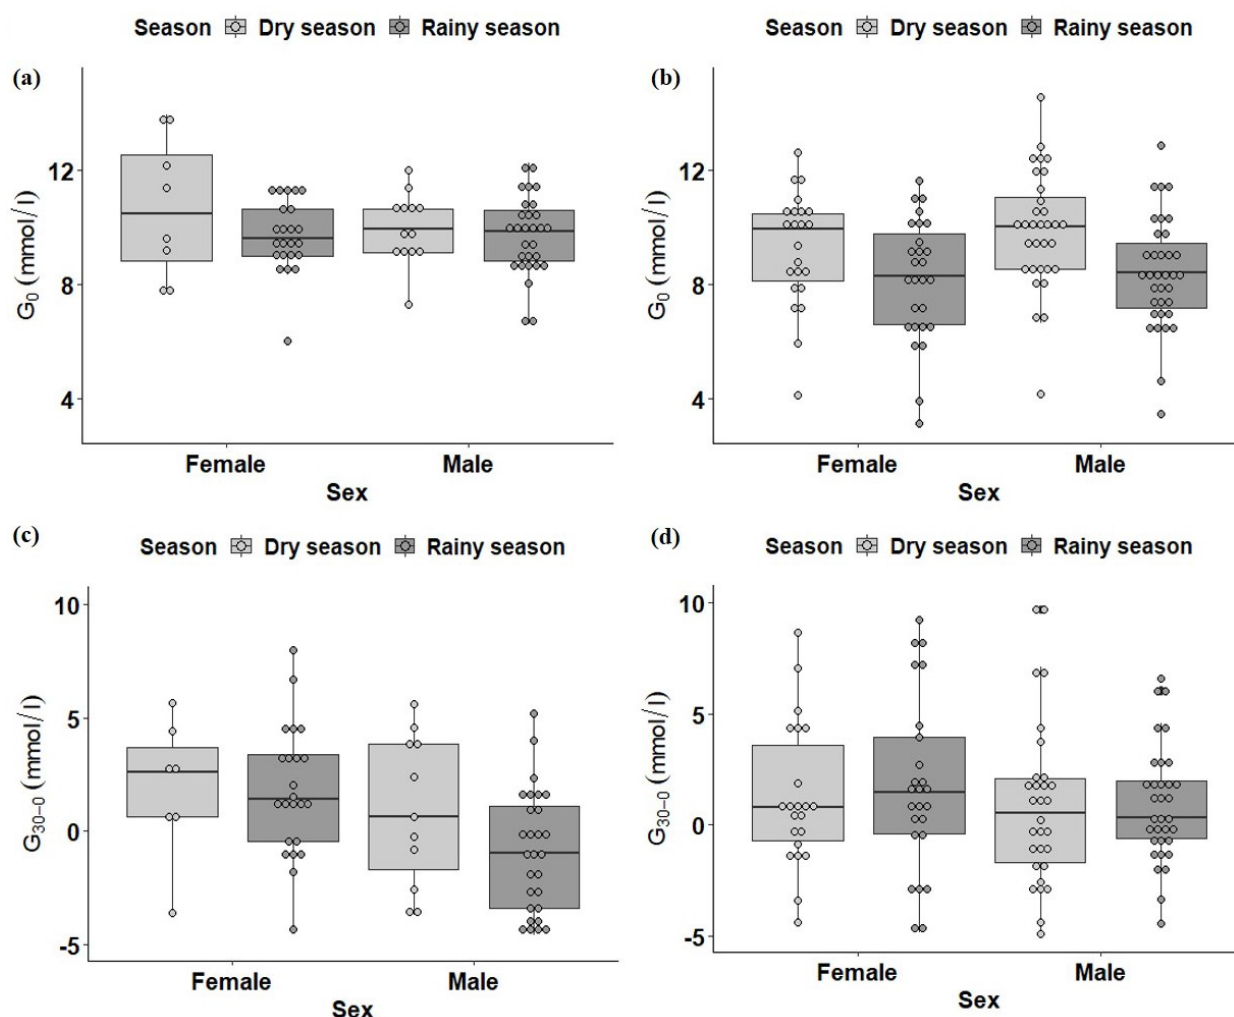 Season Dry season Rainy season
(a)
12
8
4
G0 (mmol/l)
Female Male
Sex
Season Dry season Rainy season
(b)
12
8
4
G0 (mmol/l)
Female Male
Sex
Season Dry season Rainy season
(c)
10
5
0
-5
G30−0 (mmol/l)
Female Male
Sex
Season Dry season Rainy season
(d)
10
5
0
-5
G30−0 (mmol/l)
Female Male
Sex